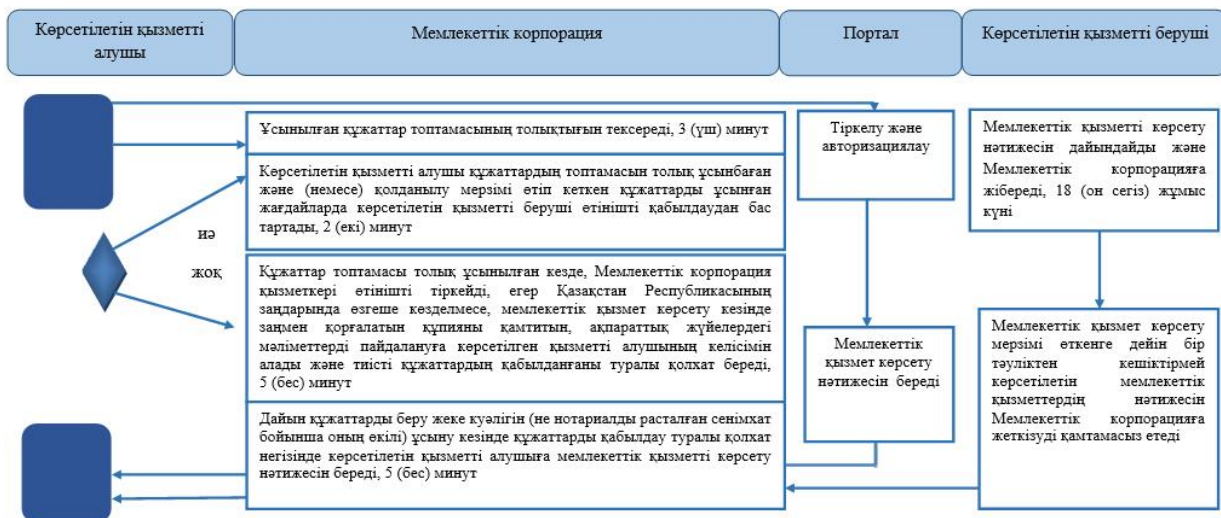 Көрсетілетін қызметті
алушы
Мемлекеттік корпорация
Портал
Көрсетілетін қызметті беруші
Ұсынылған құжаттар топтамасының толықтығын тексереді, 3 (үш) минут
Көрсетілетін қызметті алушы құжаттардың топтамасын толық ұсынбаған
және (немесе) қолданылу мерзімі өтіп кеткен құжаттарды ұсынған
жағдайларда көрсетілетін қызметті беруші өтінішті қабылдаудан бас
тартады, 2 (екі) минут
иә
жоқ
Құжаттар топтамасы толық ұсынылған кезде, Мемлекеттік корпорация
қызметкері өтінішті тіркейді, егер Қазақстан Республикасының
заңдарында өзгеше көзделмесе, мемлекеттік қызмет көрсету кезінде
заңмен қорғалатын құпияны қамтитын, ақпараттық жүйелердегі
мәліметтерді пайдалануға көрсетілген қызметті алушының келісімін
алады және тиісті құжаттардың қабылданғаны туралы қолхат береді,
5 (бес) минут
Дайын құжаттарды беру жеке куәлігін (не нотариалды расталған сенімхат
бойынша оның өкілі) ұсыну кезінде құжаттарды қабылдау туралы қолхат
негізінде көрсетілетін қызметті алушыға мемлекеттік қызметті көрсету
нәтижесін береді, 5 (бес) минут
Тіркелу және
авторизациялау
Мемлекеттік
қызмет көрсету
нәтижесін береді
Мемлекеттік қызметті көрсету
нәтижесін дайындайды және
Мемлекеттік корпорацияға
жібереді, 18 (он сегіз) жұмыс
күні
Мемлекеттік қызмет көрсету
мерзімі өткенге дейін бір
тәуліктен кешіктірмей
көрсетілетін мемлекеттік
қызметтердің нәтижесін
Мемлекеттік корпорацияға
жеткізуді қамтамасыз етеді